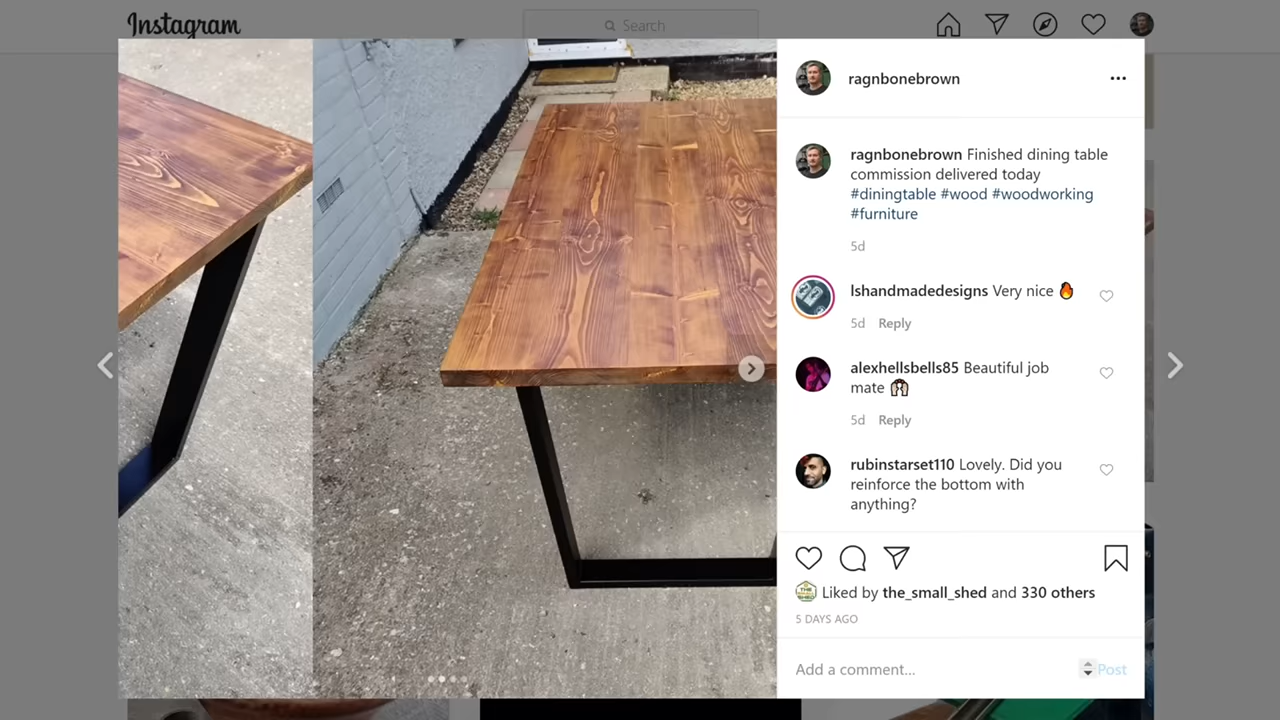 Instagram
Search
ragnbonebrown
ragnbonebrown Finished dining table
commission delivered today
#diningtable #wood #woodworking
#furniture
5d
lshandmadedesigns Very nice 🔥
5d Reply
alexhellsbells85 Beautiful job
mate 🙌
5d Reply
rubinstarset110 Lovely. Did you
reinforce the bottom with
anything?
Liked by the_small_shed and 330 others
5 DAYS AGO
Add a comment... Post